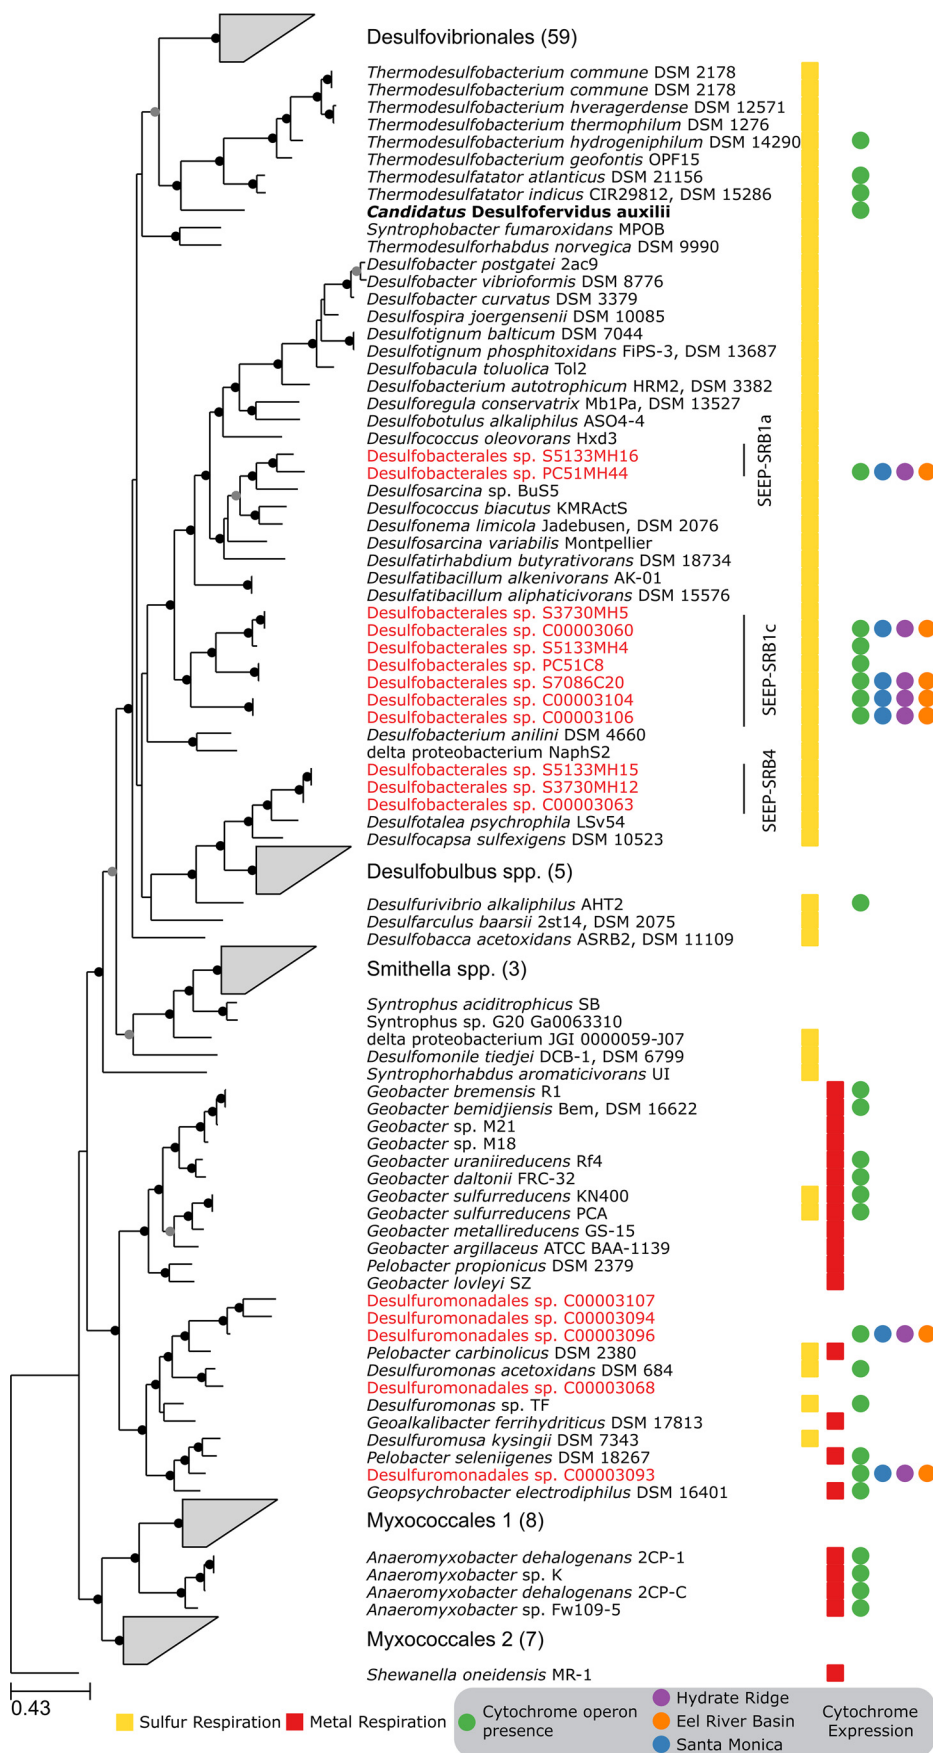 Desulfovibrionales (59)
Thermodesulfobacterium commune DSM 2178
Thermodesulfobacterium commune DSM 2178
Thermodesulfobacterium hveragerdense DSM 12571
Thermodesulfobacterium thermophilum DSM 1276
Thermodesulfobacterium hydrogeniphilum DSM 14290
Thermodesulfobacterium geofontis OPF15
Thermodesulfatator atlanticus DSM 21156
Thermodesulfatator indicus CIR29812, DSM 15286
Candidatus Desulfofervidus auxilii
Syntrophobacter fumaroxidans MPOB
Thermodesulforhabdus norvegica DSM 9990
Desulfobacter postgatei 2ac9
Desulfobacter vibrioformis DSM 8776
Desulfobacter curvatus DSM 3379
Desulfospira joergensenii DSM 10085
Desulfotignum balticum DSM 7044
Desulfotignum phosphitoxidans FiPS-3, DSM 13687
Desulfobacula toluolica Tol2
Desulfobacterium autotrophicum HRM2, DSM 3382
Desulforegula conservatrix Mb1Pa, DSM 13527
Desulfobotulus alkaliphilus ASO4-4
Desulfococcus oleovorans Hxd3
Desulfobacterales sp. S5133MH16
Desulfobacterales sp. PC51MH44
SEEP-SRB1a
Desulfosarcina sp. BuS5
Desulfococcus biacutus KMRActS
Desulfonema limicola Jadebusen, DSM 2076
Desulfosarcina variabilis Montpellier
Desulfatirhabdium butyrativorans DSM 18734
Desulfatibacillum alkenivorans AK-01
Desulfatibacillum aliphaticivorans DSM 15576
Desulfobacterales sp. S3730MH5
Desulfobacterales sp. C00003060
Desulfobacterales sp. S5133MH4
Desulfobacterales sp. PC51C8
Desulfobacterales sp. S7086C20
Desulfobacterales sp. C00003104
Desulfobacterales sp. C00003106
SEEP-SRB1c
Desulfobacterium anilini DSM 4660
delta proteobacterium NaphS2
Desulfobacterales sp. S5133MH15
Desulfobacterales sp. S3730MH12
Desulfobacterales sp. C00003063
SEEP-SRB4
Desulfotalea psychrophila LSv54
Desulfocapsa sulfexigens DSM 10523
Desulfobulbus spp. (5)
Desulfurivibrio alkaliphilus AHT2
Desulfarculus baarsii 2st14, DSM 2075
Desulfobacca acetoxidans ASRB2, DSM 11109
Smithella spp. (3)
Syntrophus aciditrophicus SB
Syntrophus sp. G20 Ga0063310
delta proteobacterium JGI 0000059-J07
Desulfomonile tiedjei DCB-1, DSM 6799
Syntrophorhabdus aromaticivorans UI
Geobacter bremensis R1
Geobacter bemidjiensis Bem, DSM 16622
Geobacter sp. M21
Geobacter sp. M18
Geobacter uraniireducens Rf4
Geobacter daltonii FRC-32
Geobacter sulfurreducens KN400
Geobacter sulfurreducens PCA
Geobacter metallireducens GS-15
Geobacter argillaceus ATCC BAA-1139
Pelobacter propionicus DSM 2379
Geobacter lovleyi SZ
Desulfuromonadales sp. C00003107
Desulfuromonadales sp. C00003094
Desulfuromonadales sp. C00003096
Pelobacter carbinolicus DSM 2380
Desulfuromonas acetoxidans DSM 684
Desulfuromonadales sp. C00003068
Desulfuromonas sp. TF
Geoalkalibacter ferrihydriticus DSM 17813
Desulfuromusa kysingii DSM 7343
Pelobacter seleniigenes DSM 18267
Desulfuromonadales sp. C00003093
Geopsychrobacter electrodiphilus DSM 16401
Myxococcales 1 (8)
Anaeromyxobacter dehalogenans 2CP-1
Anaeromyxobacter sp. K
Anaeromyxobacter dehalogenans 2CP-C
Anaeromyxobacter sp. Fw109-5
Myxococcales 2 (7)
Shewanella oneidensis MR-1
0.43
Sulfur Respiration
Metal Respiration
Cytochrome operon
presence
Hydrate Ridge
Eel River Basin
Santa Monica
Cytochrome
Expression